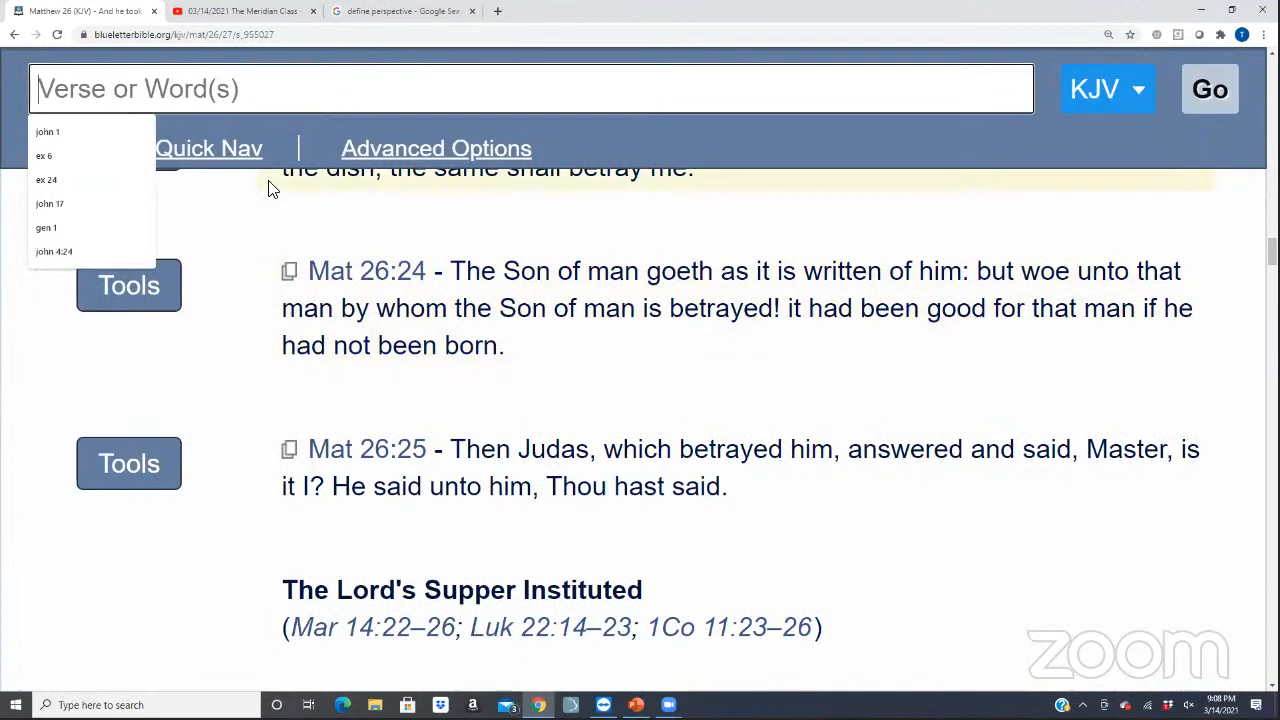 Matthew 26 (KJV) - And he took
03/14/2021 The Meridian Class -
define perspective - Google Sea
blueletterbible.org/kjv/mat/26/27/s_955027
T
Verse or Word(s)
KJV
Go
john 1
ex 6
ex 24
john 17
gen 1
john 4:24
Quick Nav
Advanced Options
the dish, the same shall betray me.
Tools
Mat 26:24 - The Son of man goeth as it is written of him: but woe unto that
man by whom the Son of man is betrayed! it had been good for that man if he
had not been born.
Tools
Mat 26:25 - Then Judas, which betrayed him, answered and said, Master, is
it I? He said unto him, Thou hast said.
The Lord's Supper Instituted
(Mar 14:22–26; Luk 22:14–23; 1Co 11:23–26)
zoom
Type here to search
9:08 PM
3/14/2021